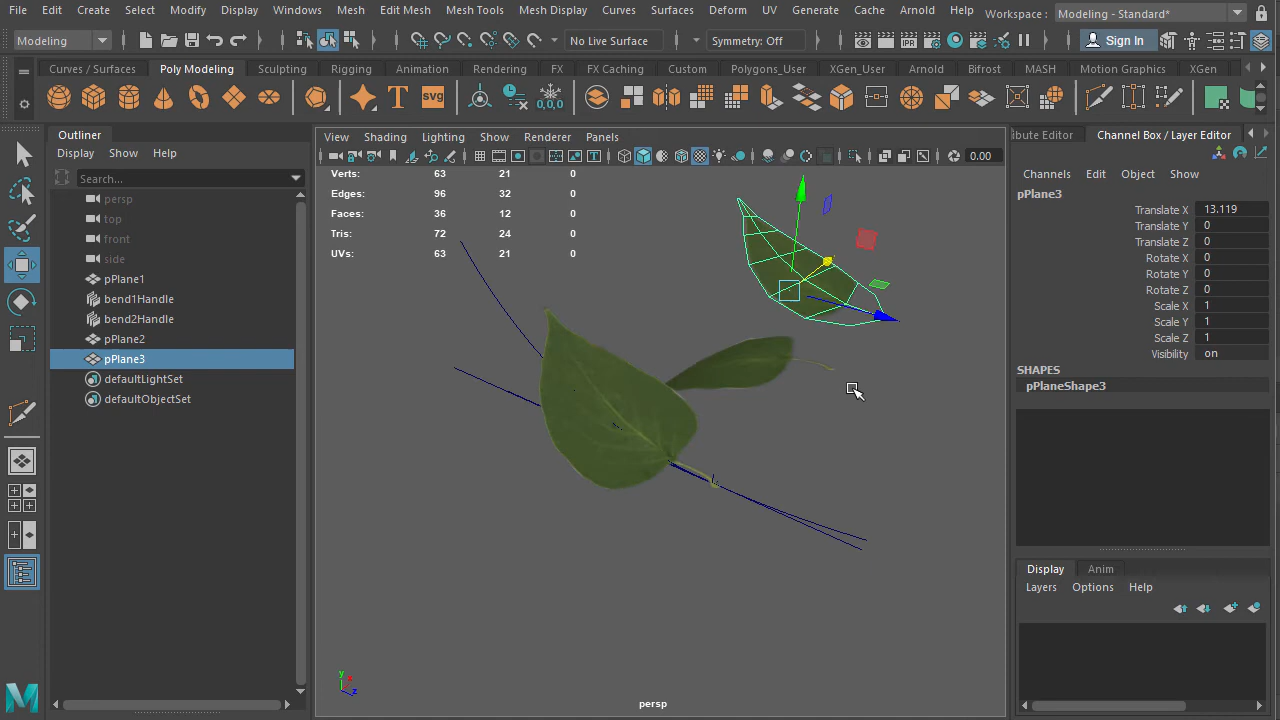 File Edit Create Select Modify Display Windows Mesh Edit Mesh Mesh Tools Mesh Display Curves Surfaces Deform UV Generate Cache Arnold Help Workspace : Modeling - Standard*
Modeling No Live Surface Symmetry: Off Sign In
Curves / Surfaces Poly Modeling Sculpting Rigging Animation Rendering FX FX Caching Custom Polygons_User XGen_User Arnold Bifrost MASH Motion Graphics XGen
T SVG 0,0,0
Outliner
Display Show Help
Search...
persp
top
front
side
pPlane1
bend1Handle
bend2Handle
pPlane2
pPlane3
defaultLightSet
defaultObjectSet
View Shading Lighting Show Renderer Panels
0.00
Verts: 63 21 0
Edges: 96 32 0
Faces: 36 12 0
Tris: 72 24 0
UVs: 63 21 0
y
x
z
persp
bute Editor Channel Box / Layer Editor
Channels Edit Object Show
pPlane3
Translate X 13.119
Translate Y 0
Translate Z 0
Rotate X 0
Rotate Y 0
Rotate Z 0
Scale X 1
Scale Y 1
Scale Z 1
Visibility on
SHAPES
pPlaneShape3
Display Anim
Layers Options Help
M